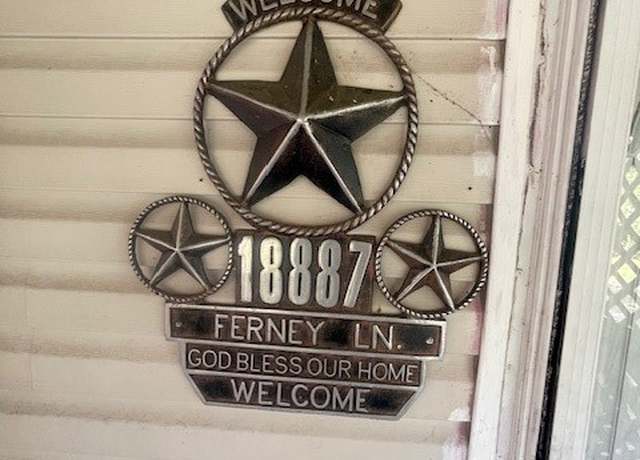 WELCOME
18887
FERNEY LN.
GOD BLESS OUR HOME
WELCOME